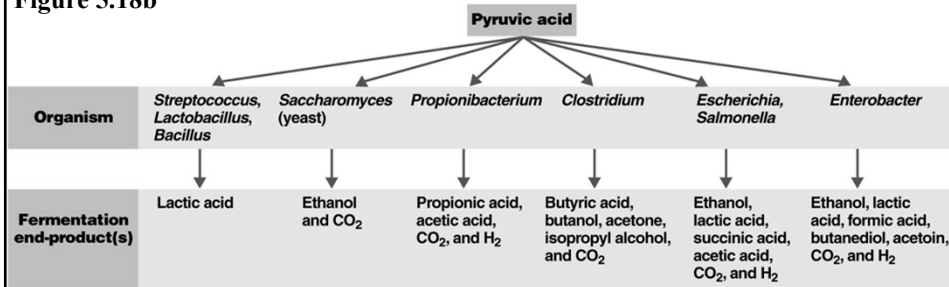 Figure 5.18b
Pyruvic acid
Organism
Streptococcus,
Lactobacillus,
Bacillus
Saccharomyces
(yeast)
Propionibacterium
Clostridium
Escherichia,
Salmonella
Enterobacter
Fermentation
end-product(s)
Lactic acid
Ethanol
and CO2
Propionic acid,
acetic acid,
CO2, and H2
Butyric acid,
butanol, acetone,
isopropyl alcohol,
and CO2
Ethanol,
lactic acid,
succinic acid,
acetic acid,
CO2, and H2
Ethanol, lactic
acid, formic acid,
butanediol, acetoin,
CO2, and H2